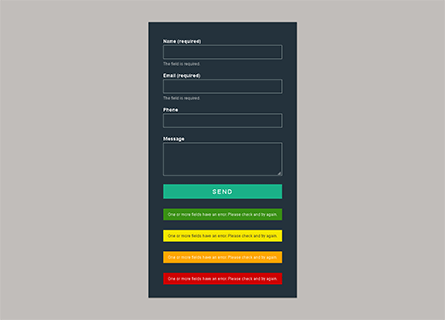 Name (required)
The field is required.
Email (required)
The field is required.
Phone
Message
SEND
One or more fields have an error. Please check and try again.
One or more fields have an error. Please check and try again.
One or more fields have an error. Please check and try again.
One or more fields have an error. Please check and try again.